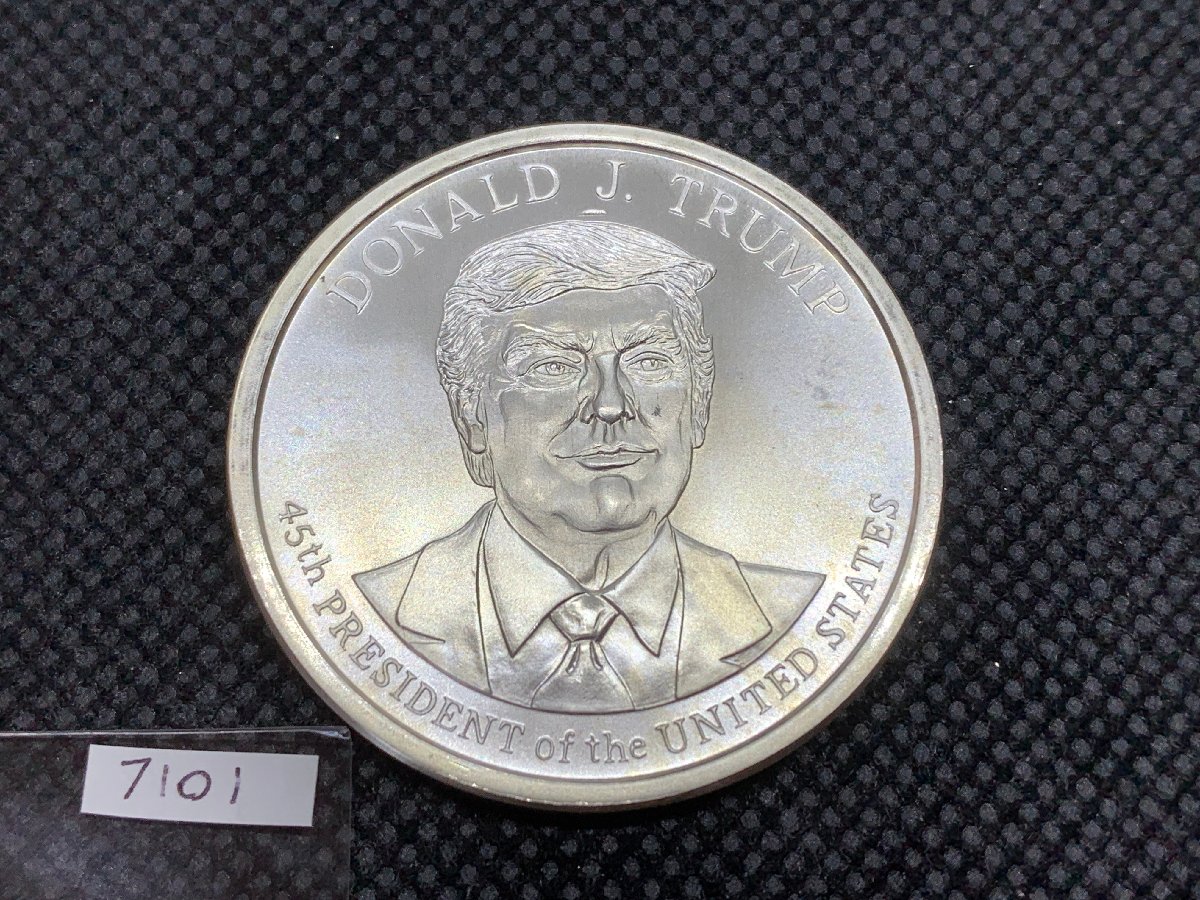 DONALD J. TRUMP
45th PRESIDENT of the UNITED STATES
7101